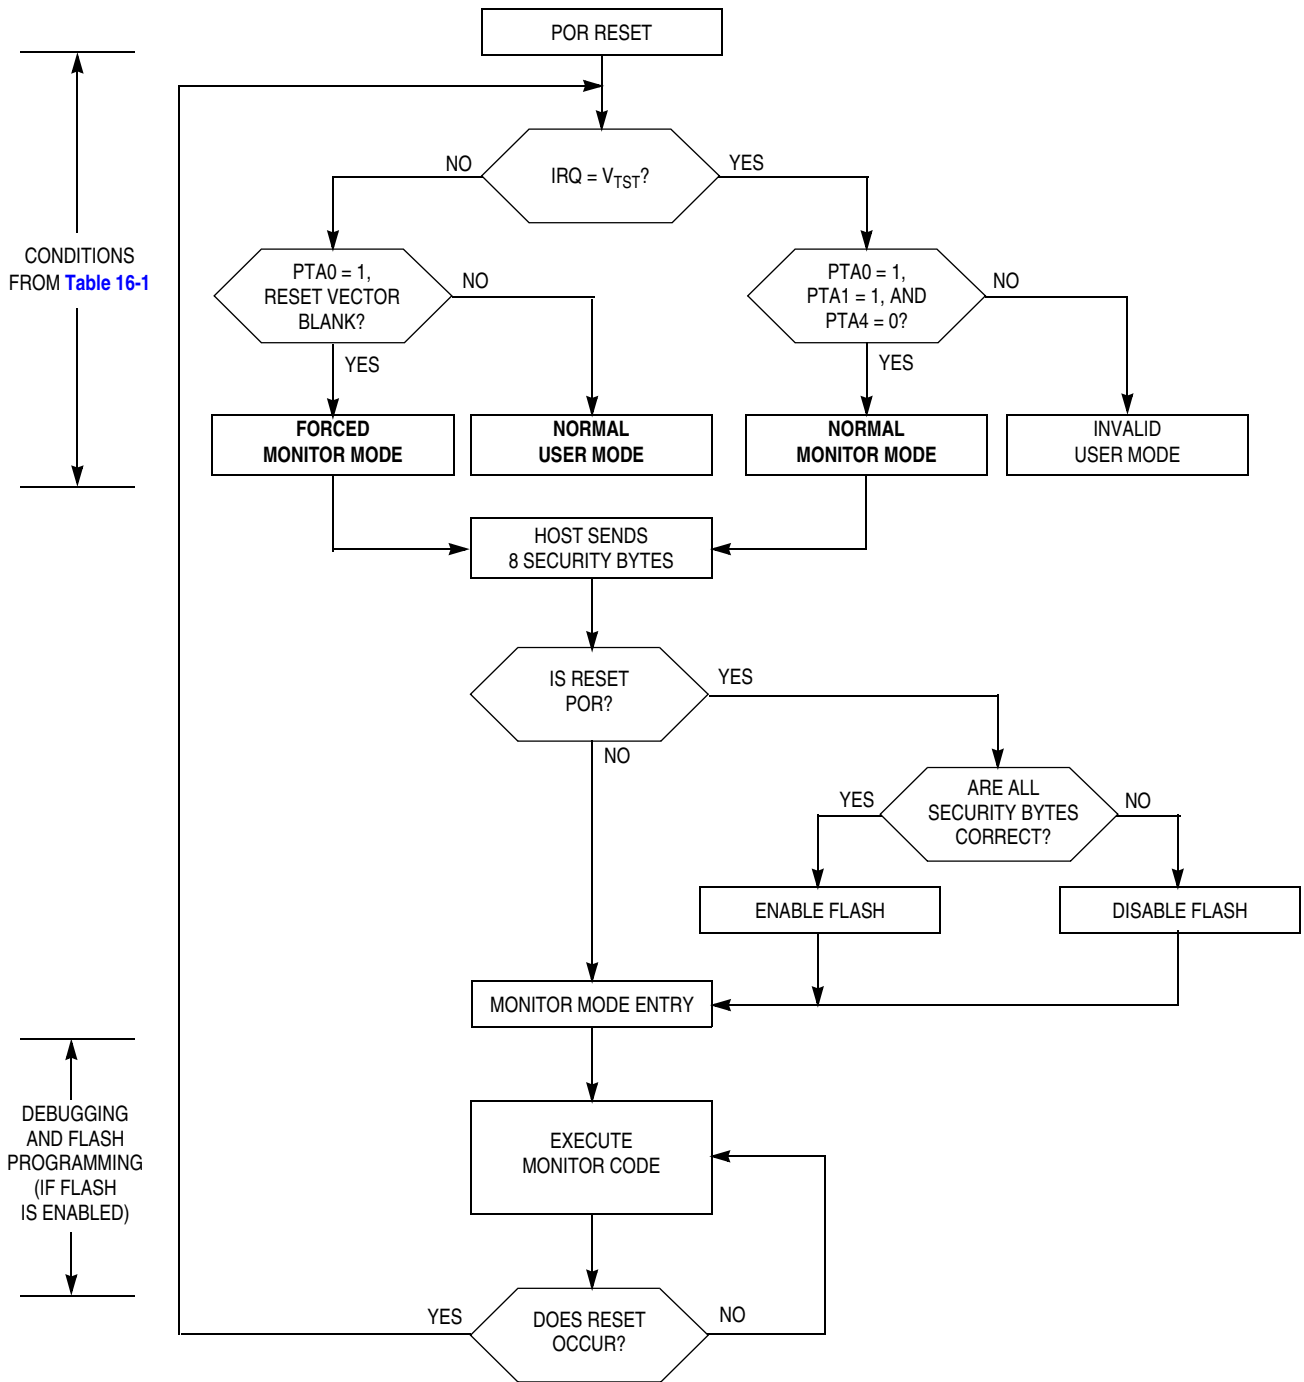 POR RESET
NO
IRQ = VTST?
YES
CONDITIONS
FROM Table 16-1
PTA0 = 1,
RESET VECTOR
BLANK?
NO
YES
PTA0 = 1,
PTA1 = 1, AND
PTA4 = 0?
NO
YES
FORCED
MONITOR MODE
NORMAL
USER MODE
NORMAL
MONITOR MODE
INVALID
USER MODE
HOST SENDS
8 SECURITY BYTES
IS RESET
POR?
YES
NO
ARE ALL
SECURITY BYTES
CORRECT?
YES
NO
ENABLE FLASH
DISABLE FLASH
MONITOR MODE ENTRY
DEBUGGING
AND FLASH
PROGRAMMING
(IF FLASH
IS ENABLED)
EXECUTE
MONITOR CODE
YES
DOES RESET
OCCUR?
NO